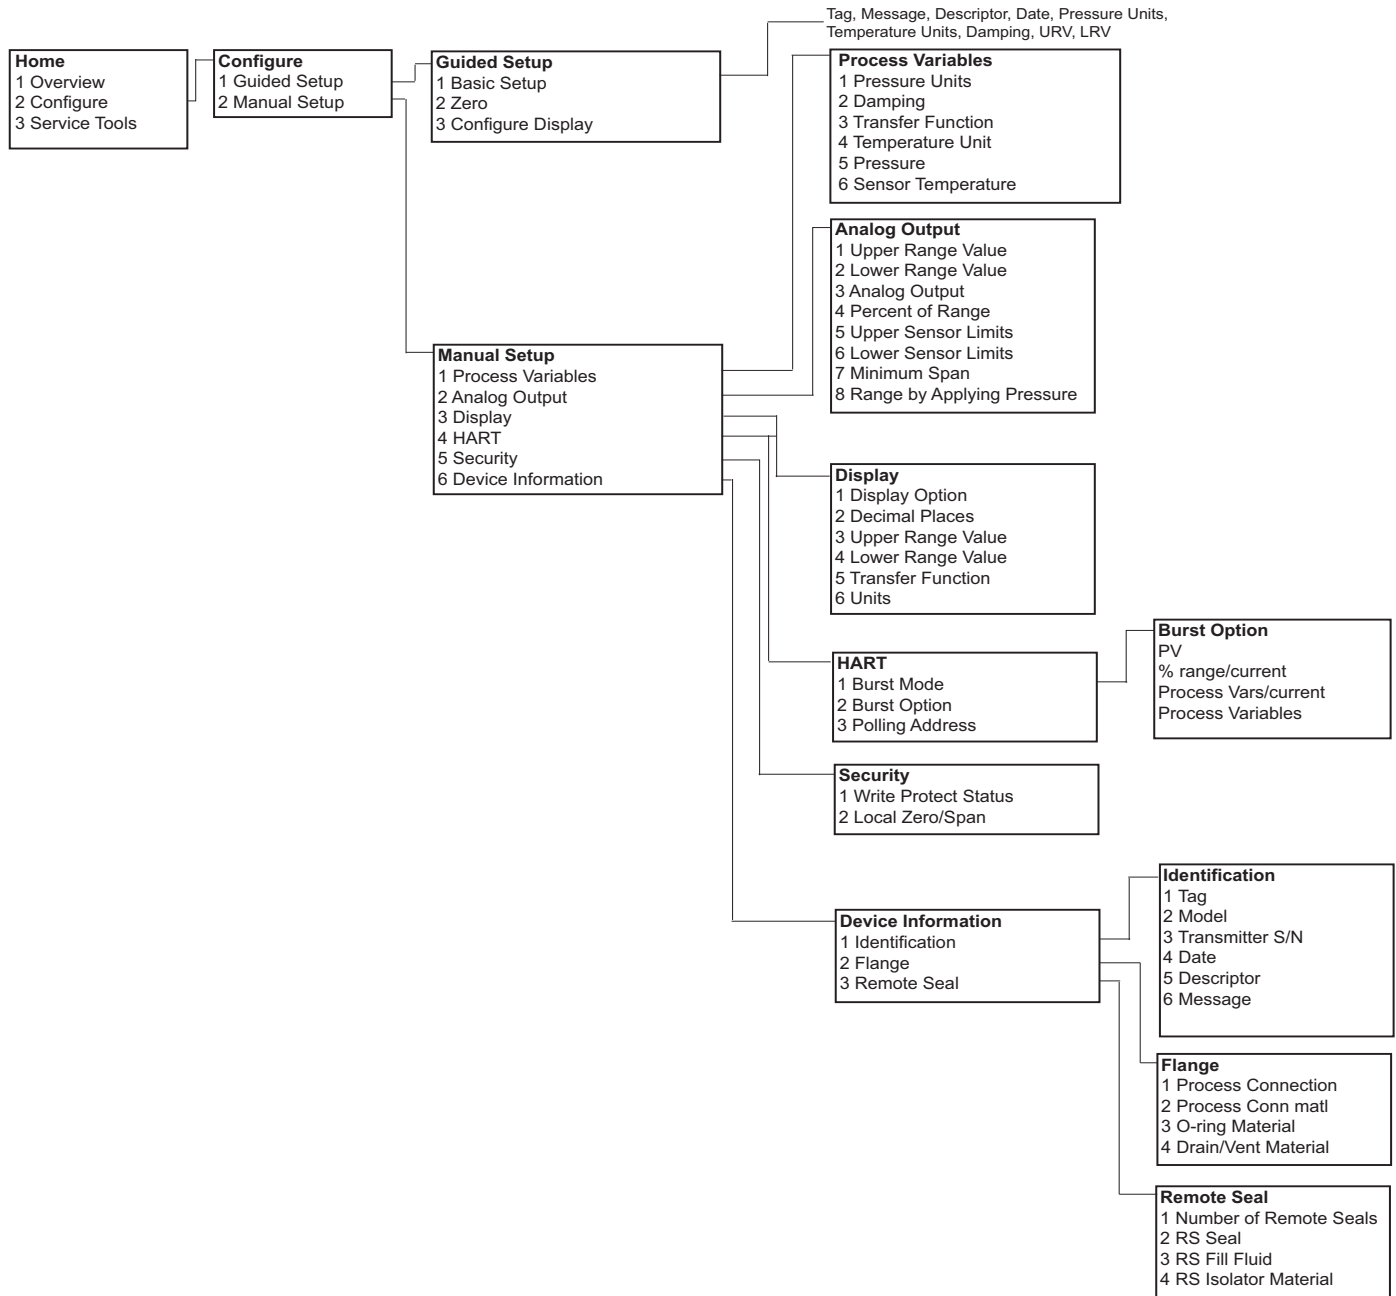 Tag, Message, Descriptor, Date, Pressure Units,
Temperature Units, Damping, URV, LRV
Home
1 Overview
2 Configure
3 Service Tools
Configure
1 Guided Setup
2 Manual Setup
Guided Setup
1 Basic Setup
2 Zero
3 Configure Display
Process Variables
1 Pressure Units
2 Damping
3 Transfer Function
4 Temperature Unit
5 Pressure
6 Sensor Temperature
Analog Output
1 Upper Range Value
2 Lower Range Value
3 Analog Output
4 Percent of Range
5 Upper Sensor Limits
6 Lower Sensor Limits
7 Minimum Span
8 Range by Applying Pressure
Manual Setup
1 Process Variables
2 Analog Output
3 Display
4 HART
5 Security
6 Device Information
Display
1 Display Option
2 Decimal Places
3 Upper Range Value
4 Lower Range Value
5 Transfer Function
6 Units
HART
1 Burst Mode
2 Burst Option
3 Polling Address
Burst Option
PV
% range/current
Process Vars/current
Process Variables
Security
1 Write Protect Status
2 Local Zero/Span
Device Information
1 Identification
2 Flange
3 Remote Seal
Identification
1 Tag
2 Model
3 Transmitter S/N
4 Date
5 Descriptor
6 Message
Flange
1 Process Connection
2 Process Conn matl
3 O-ring Material
4 Drain/Vent Material
Remote Seal
1 Number of Remote Seals
2 RS Seal
3 RS Fill Fluid
4 RS Isolator Material